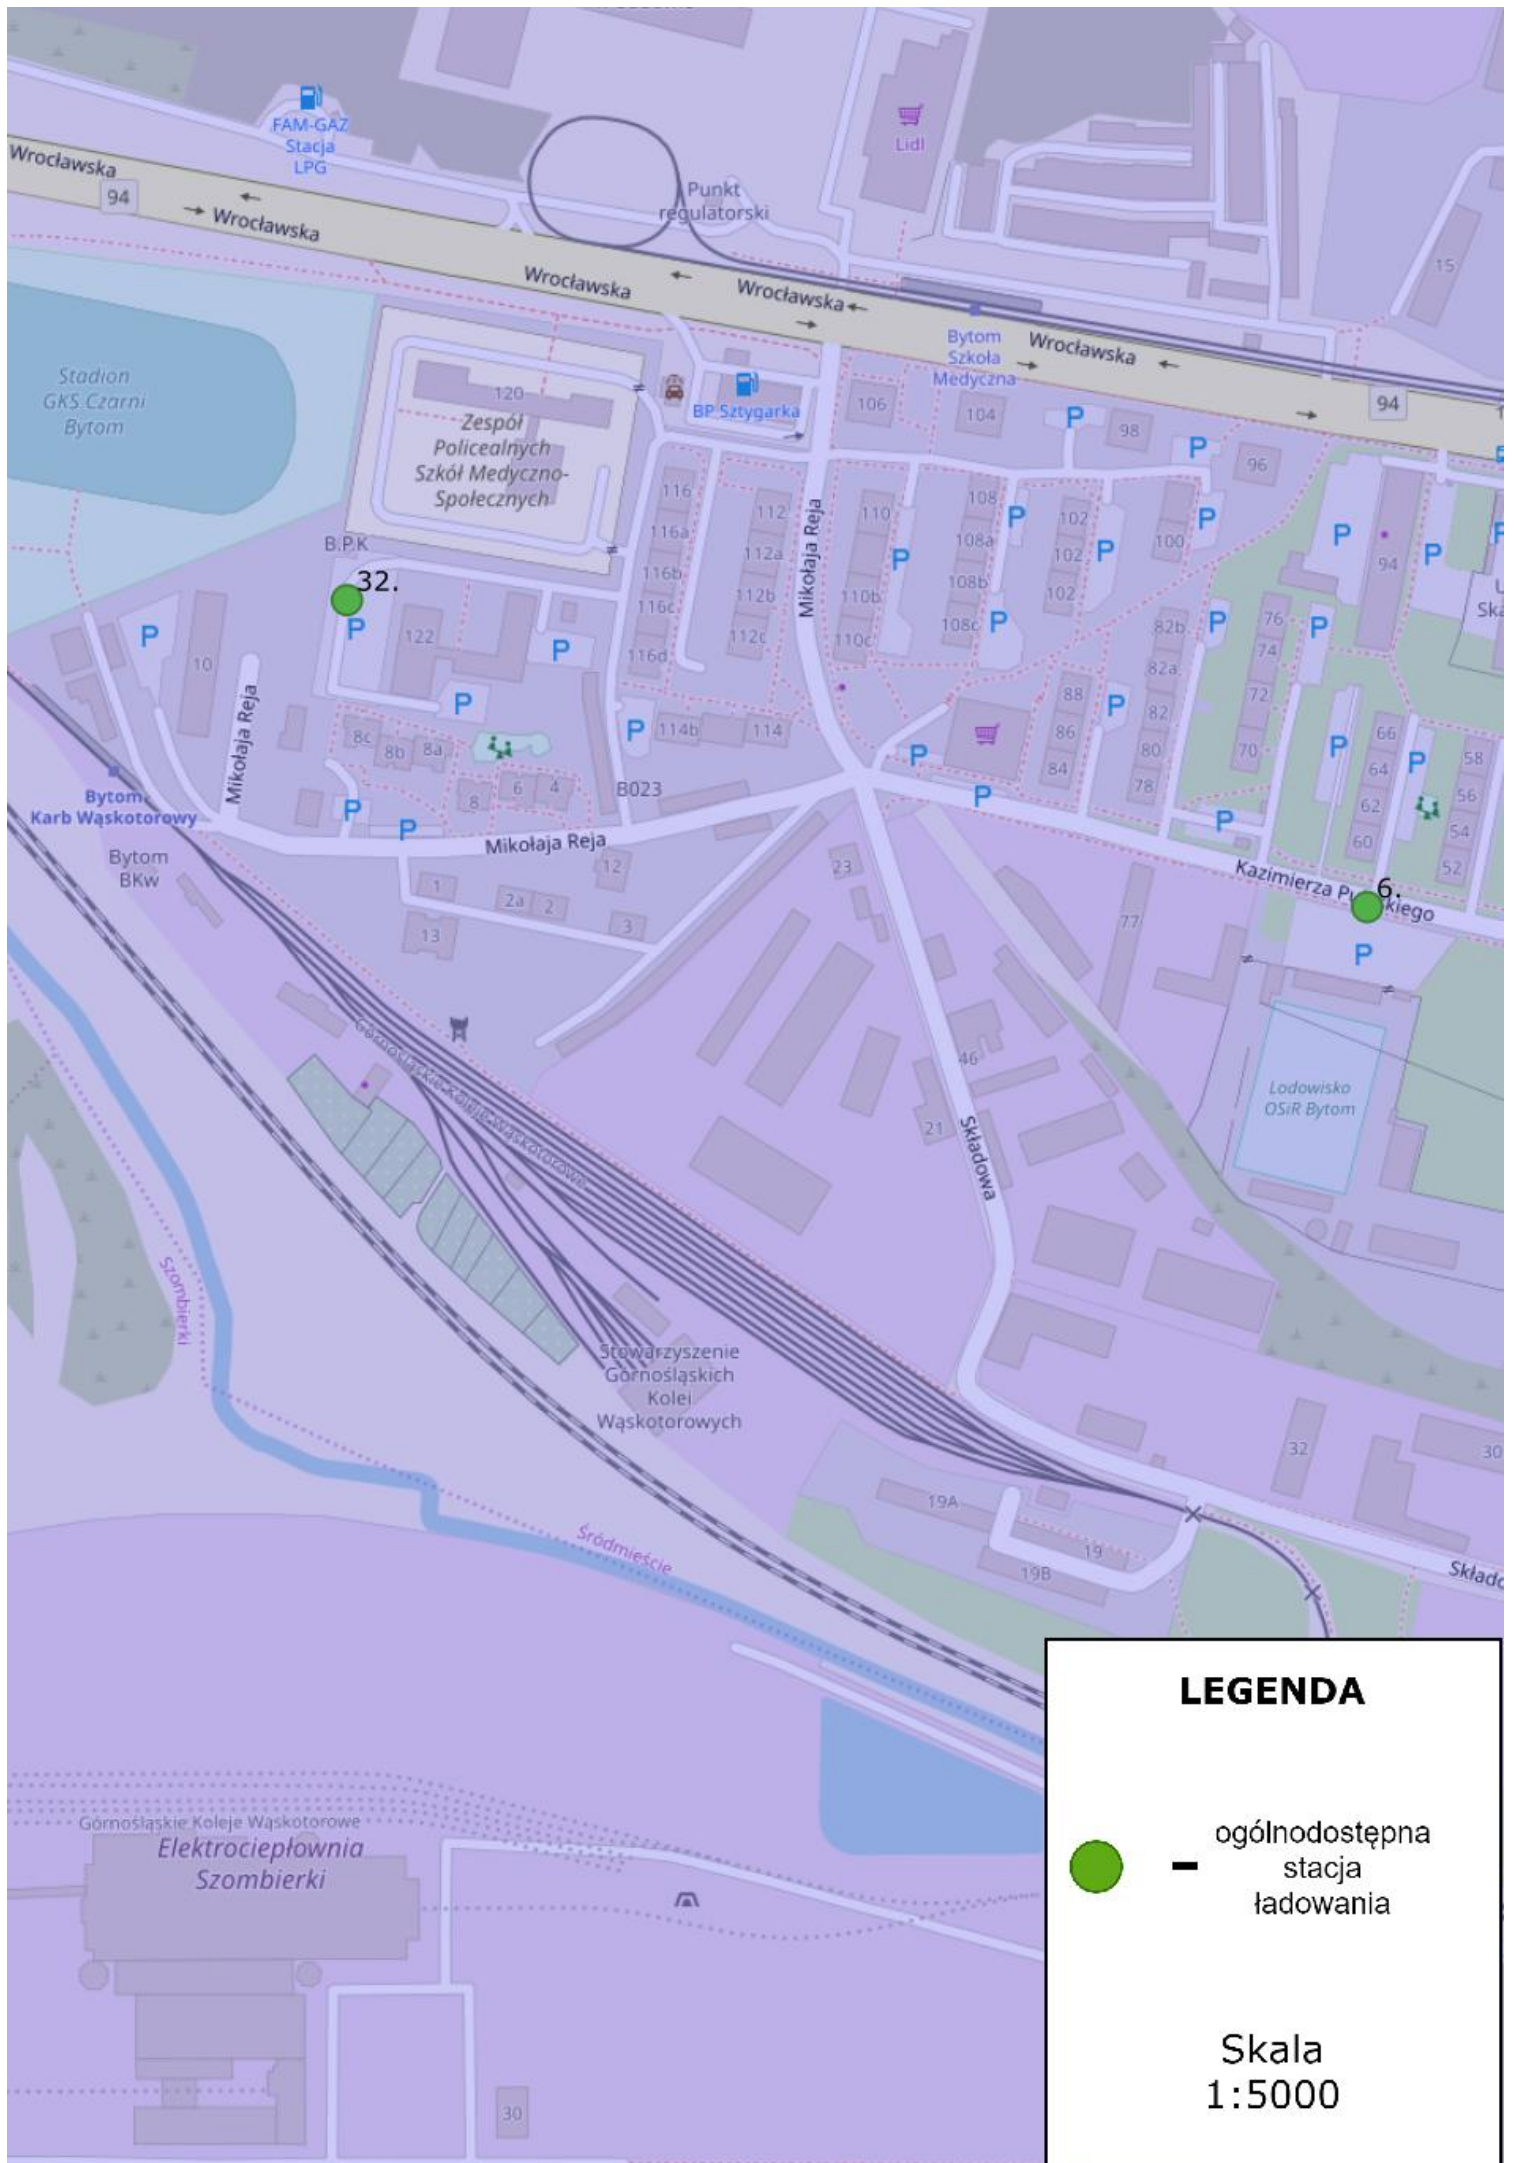 FAM-GAZ
Stacja
LPG
Lidl
Punkt
regulatorski
Wrocławska
94
Wrocławska
Wrocławska
Wrocławska
15
Bytom
Szkoła
Medyczna
Wrocławska
94
Stadion
GKS Czarni
Bytom
120
Zespół
Policealnych
Szkół Medyczno-
Społecznych
BP Sztygarka
106
104
P
98
P
96
116
116a
116b
116c
116d
112
112a
112b
112c
Mikołaja Reja
110
110b
110c
P
108
108a
108b
108c
P
P
102
102
102
P
100
P
P
94
P
B.P.K
32.
P
P
10
122
P
P
Mikołaja Reja
8c
8b
8a
8
6
4
P
114b
114
B023
P
P
P
P
88
86
84
P
82b
82a
82
80
78
P
76
74
72
70
P
P
66
64
62
60
P
58
56
54
52
P
Bytom
Karb Wąskotorowy
Bytom
BKw
Mikołaja Reja
12
1
2a
2
3
13
23
77
Kazimierza Pu
kiego
6.
P
Górnośląskie Koleje Wąskotorowe
46
21
Składowa
Lodowisko
OSiR Bytom
Szombierki
Stowarzyszenie
Górnośląskich
Kolei
Wąskotorowych
32
30
19A
19
19B
Śródmieście
Składo
LEGENDA
ogólnodostępna
stacja
ładowania
Skala
1:5000
Górnośląskie Koleje Wąskotorowe
Elektrociepłownia
Szombierki
30